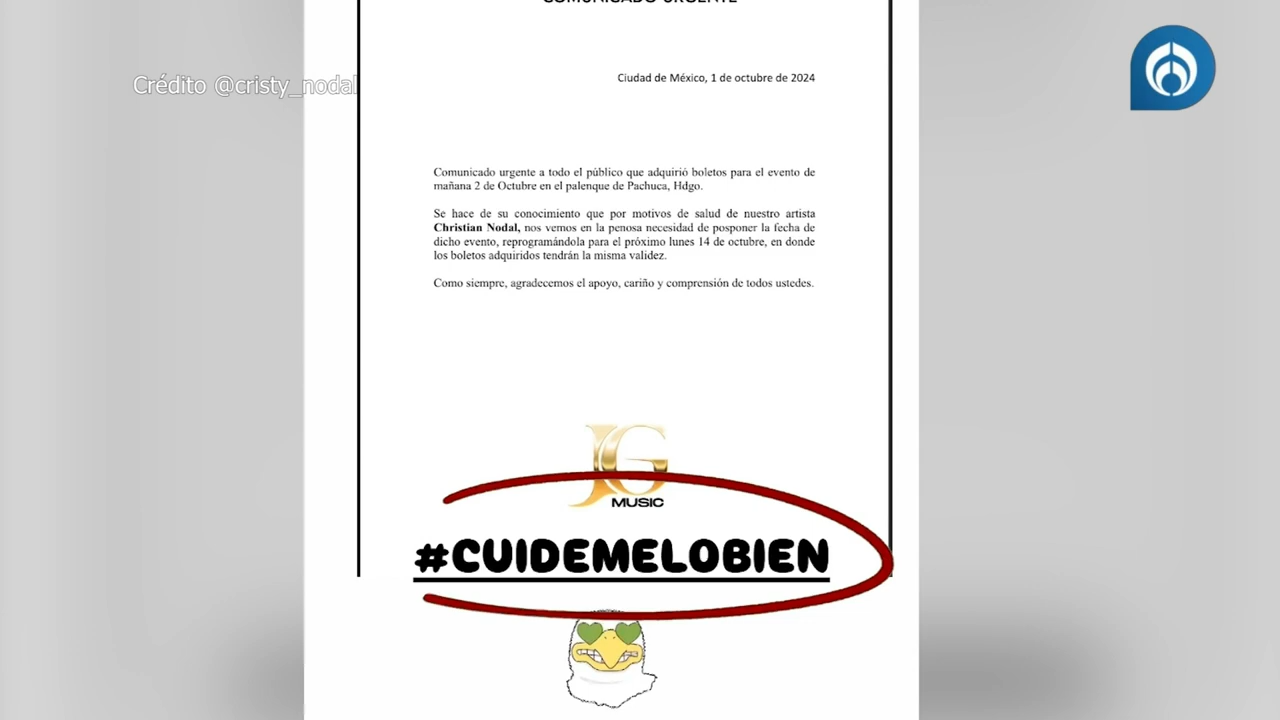 COMUNICADO URGENTE
Crédito @cristy_nodal
Ciudad de México, 1 de octubre de 2024
Comunicado urgente a todo el público que adquirió boletos para el evento de
mañana 2 de Octubre en el palenque de Pachuca, Hdgo.
Se hace de su conocimiento que por motivos de salud de nuestro artista
Christian Nodal, nos vemos en la penosa necesidad de posponer la fecha de
dicho evento, reprogramándola para el próximo lunes 14 de octubre, en donde
los boletos adquiridos tendrán la misma validez.
Como siempre, agradecemos el apoyo, cariño y comprensión de todos ustedes.
JG
MUSIC
#CUIDEMELOBIEN